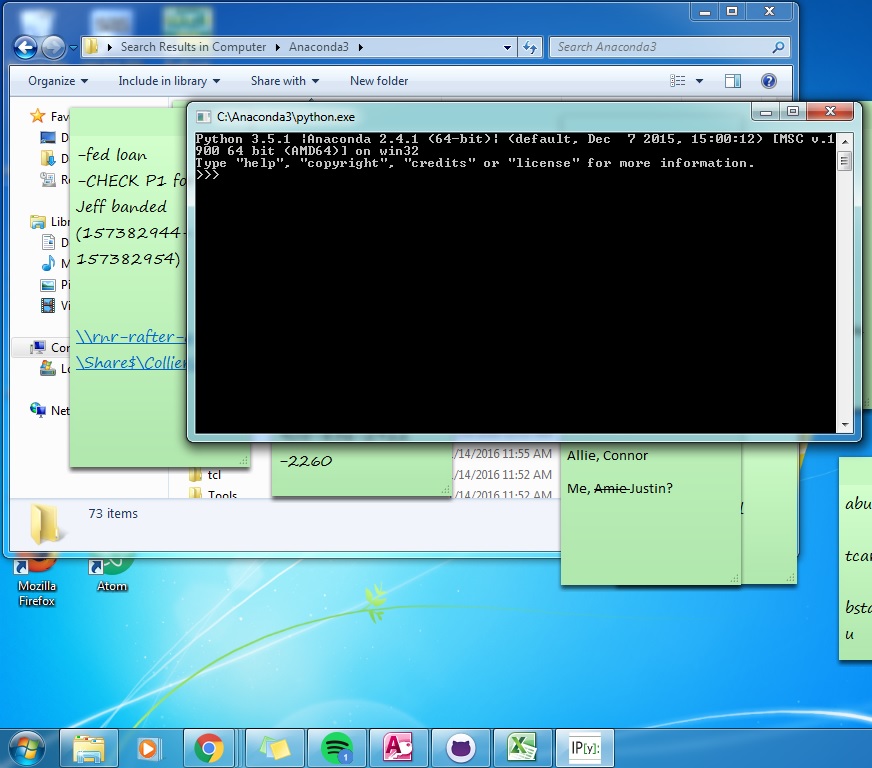 Search Results in Computer
Anaconda3
Search Anaconda3
Organize
Include in library
Share with
New folder
C:\Anaconda3\python.exe
Python 3.5.1 |Anaconda 2.4.1 (64-bit)| (default, Dec  7 2015, 15:00:12) [MSC v.1
900 64 bit (AMD64)] on win32
Type "help", "copyright", "credits" or "license" for more information.
>>>
Fav
D
D
Re
Libr
D
M
Pi
Vi
Com
Lo
Net
-fed loan
-CHECK P1 fo
Jeff banded
(157382944-
157382954)
\\rnr-rafter-
\Share$\Collier
-2260
/14/2016 11:55 AM
tcl
/14/2016 11:52 AM
Tools
/14/2016 11:52 AM
Allie, Connor
Me, Amie Justin?
abu
tcar
bsta
u
73 items
Mozilla
Firefox
Atom
1
IP[y]: